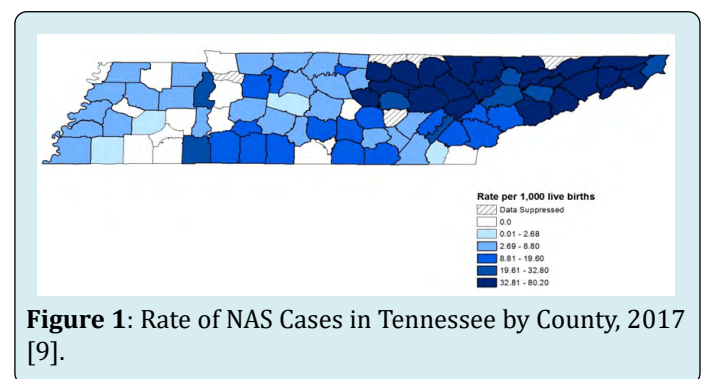 Rate per 1,000 live births
Data Suppressed
0.0
0.01 - 2.68
2.69 - 8.80
8.81 - 19.60
19.61 - 32.80
32.81 - 80.20
Figure 1: Rate of NAS Cases in Tennessee by County, 2017
[9].